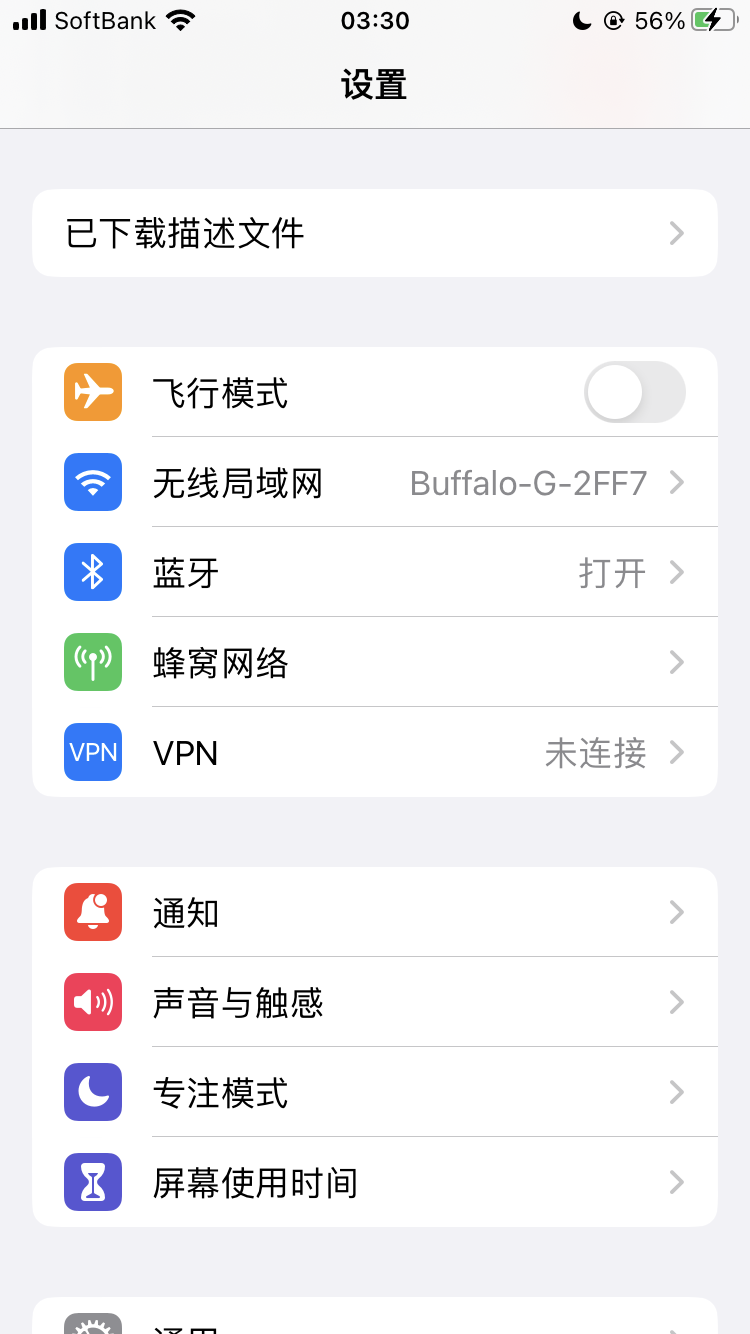 SoftBank 03:30 56%
设置
已下载描述文件
飞行模式
无线局域网 Buffalo-G-2FF7
蓝牙 打开
蜂窝网络
VPN VPN 未连接
通知
声音与触感
专注模式
屏幕使用时间
通用